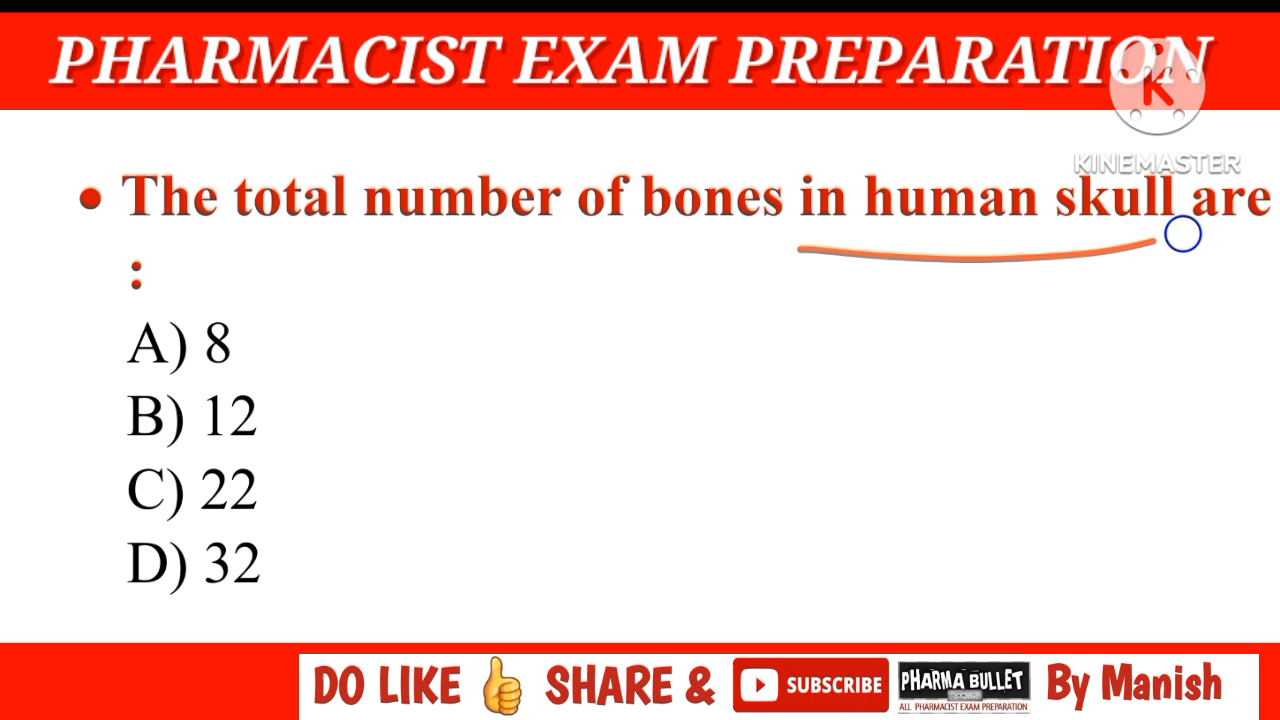 PHARMACIST EXAM PREPARATION
K
KINEMASTER
• The total number of bones in human skull are
:
A) 8
B) 12
C) 22
D) 32
DO LIKE 👍 SHARE & SUBSCRIBE PHARMA BULLET By Manish
ALL PHARMACIST EXAM PREPARATION